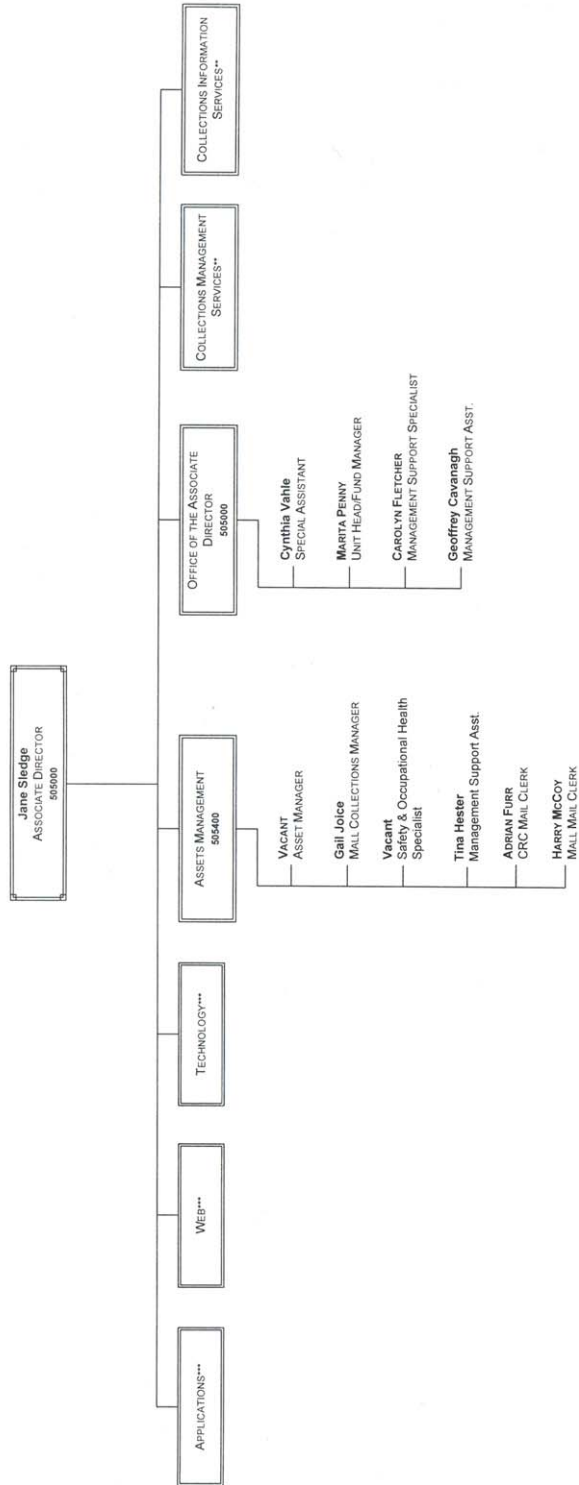 Jane Sledge
ASSOCIATE DIRECTOR
505000
APPLICATIONS***
WEB***
TECHNOLOGY***
ASSETS MANAGEMENT
505400
OFFICE OF THE ASSOCIATE
DIRECTOR
505000
COLLECTIONS MANAGEMENT
SERVICES**
COLLECTIONS INFORMATION
SERVICES**
VACANT
ASSET MANAGER
Gail Joice
MALL COLLECTIONS MANAGER
Vacant
Safety & Occupational Health
Specialist
Tina Hester
Management Support Asst.
ADRIAN FURR
CRC MAIL CLERK
HARRY MCCOY
MALL MAIL CLERK
Cynthia Vahle
SPECIAL ASSISTANT
MARITA PENNY
UNIT HEAD/FUND MANAGER
CAROLYN FLETCHER
MANAGEMENT SUPPORT SPECIALIST
Geoffrey Cavanagh
MANAGEMENT SUPPORT ASST.